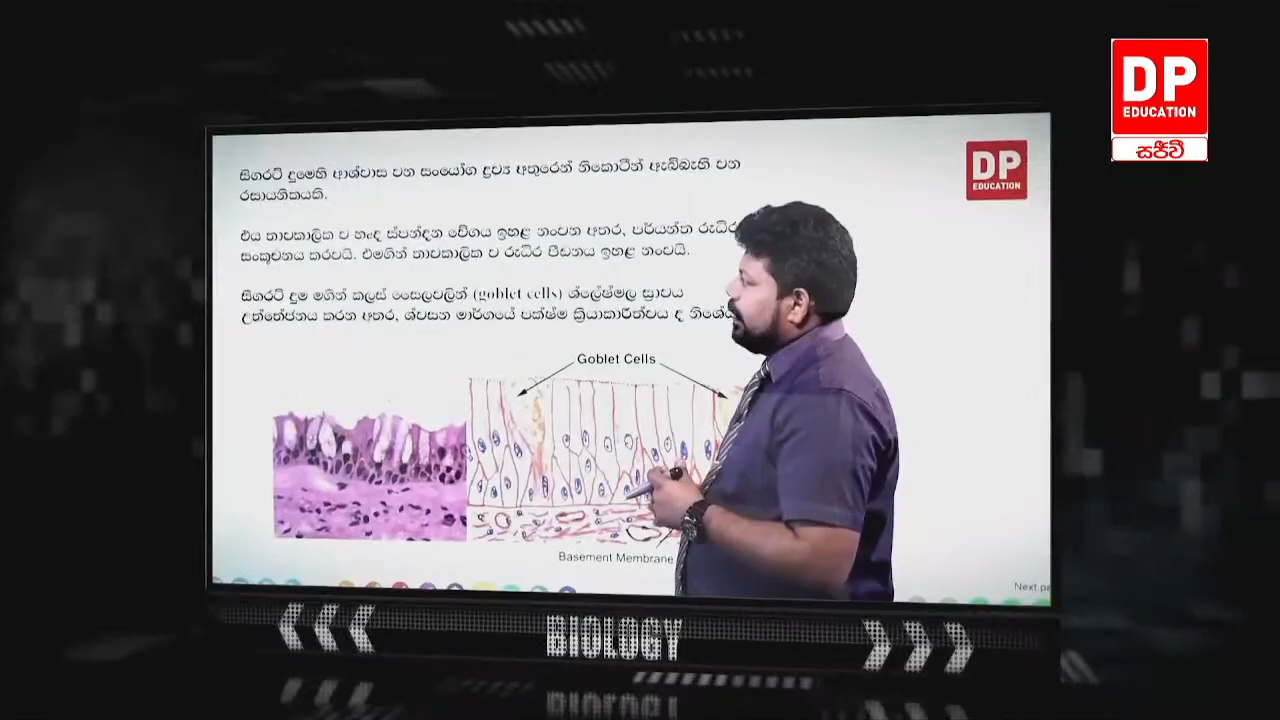 DP
EDUCATION
සජීවී
DP
EDUCATION
සිගරට් දුමෙහි ආශ්වාස වන සංයෝග ද්‍රව්‍ය අතුරෙන් නිකොටින් ඇබ්බැහි වන
රසායනිකයකි.
එය තාවකාලික ව හෘද ස්පන්දන වේගය ඉහළ නංවන අතර, පර්යන්ත රුධිර
සංකූචනය කරවයි. එමගින් තාවකාලික ව රුධිර පීඩනය ඉහළ නංවයි.
සිගරට් දුම මගින් කලස් සෛලවලින් (goblet cells) ශ්ලේෂ්මල ස්‍රාවය
උත්තේජනය කරන අතර, ශ්වසන මාර්ගයේ පක්ෂ්ම ක්‍රියාකාරිත්වය ද
Goblet Cells
Basement Membrane
Next
BIOLOGY